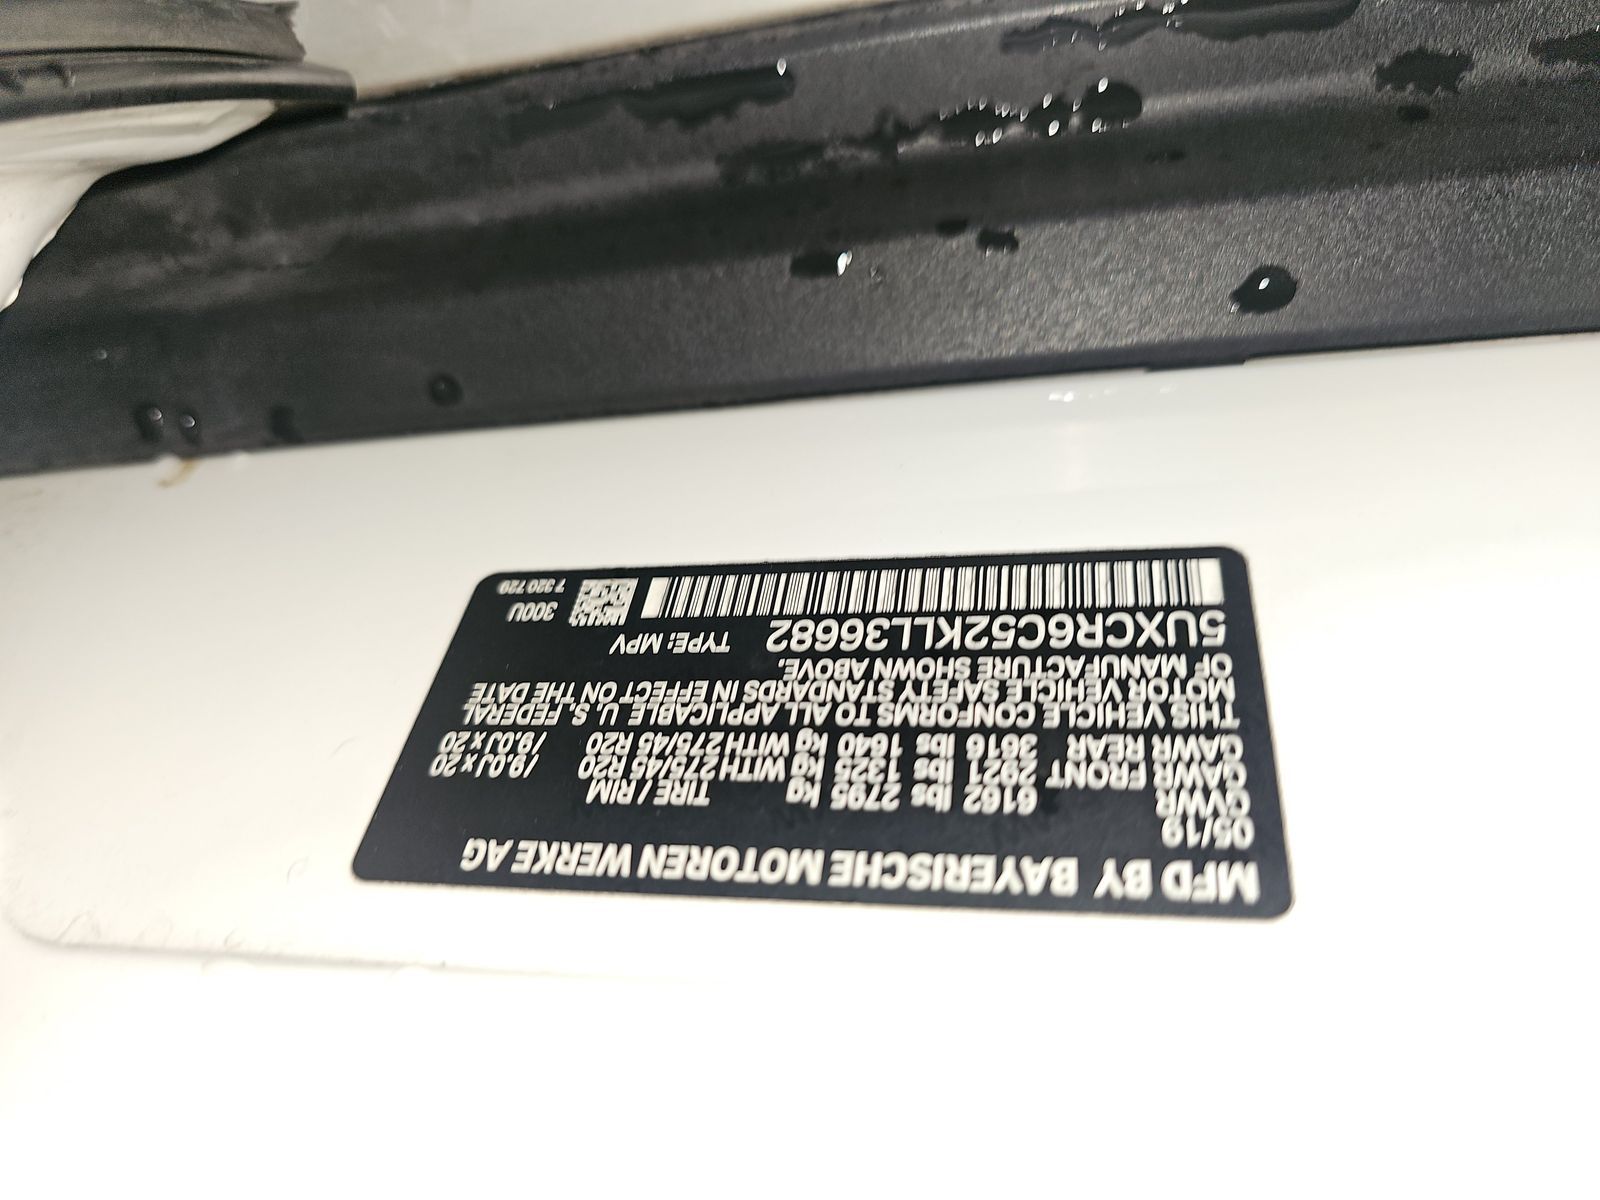 MFD BY BAYERISCHE MOTOREN WERKE AG
05/19
GVWR 6162 lbs 2795 kg TIRE / RIM
GAWR FRONT 2921 lbs 1325 kg WITH 275/45 R20 /9.0J x 20
GAWR REAR 3616 lbs 1640 kg WITH 275/45 R20 /9.0J x 20
THIS VEHICLE CONFORMS TO ALL APPLICABLE U.S. FEDERAL
MOTOR VEHICLE SAFETY STANDARDS IN EFFECT ON THE DATE
OF MANUFACTURE SHOWN ABOVE.
5UXCR6C52KLL36682 TYPE: MPV
300U
7 320 729